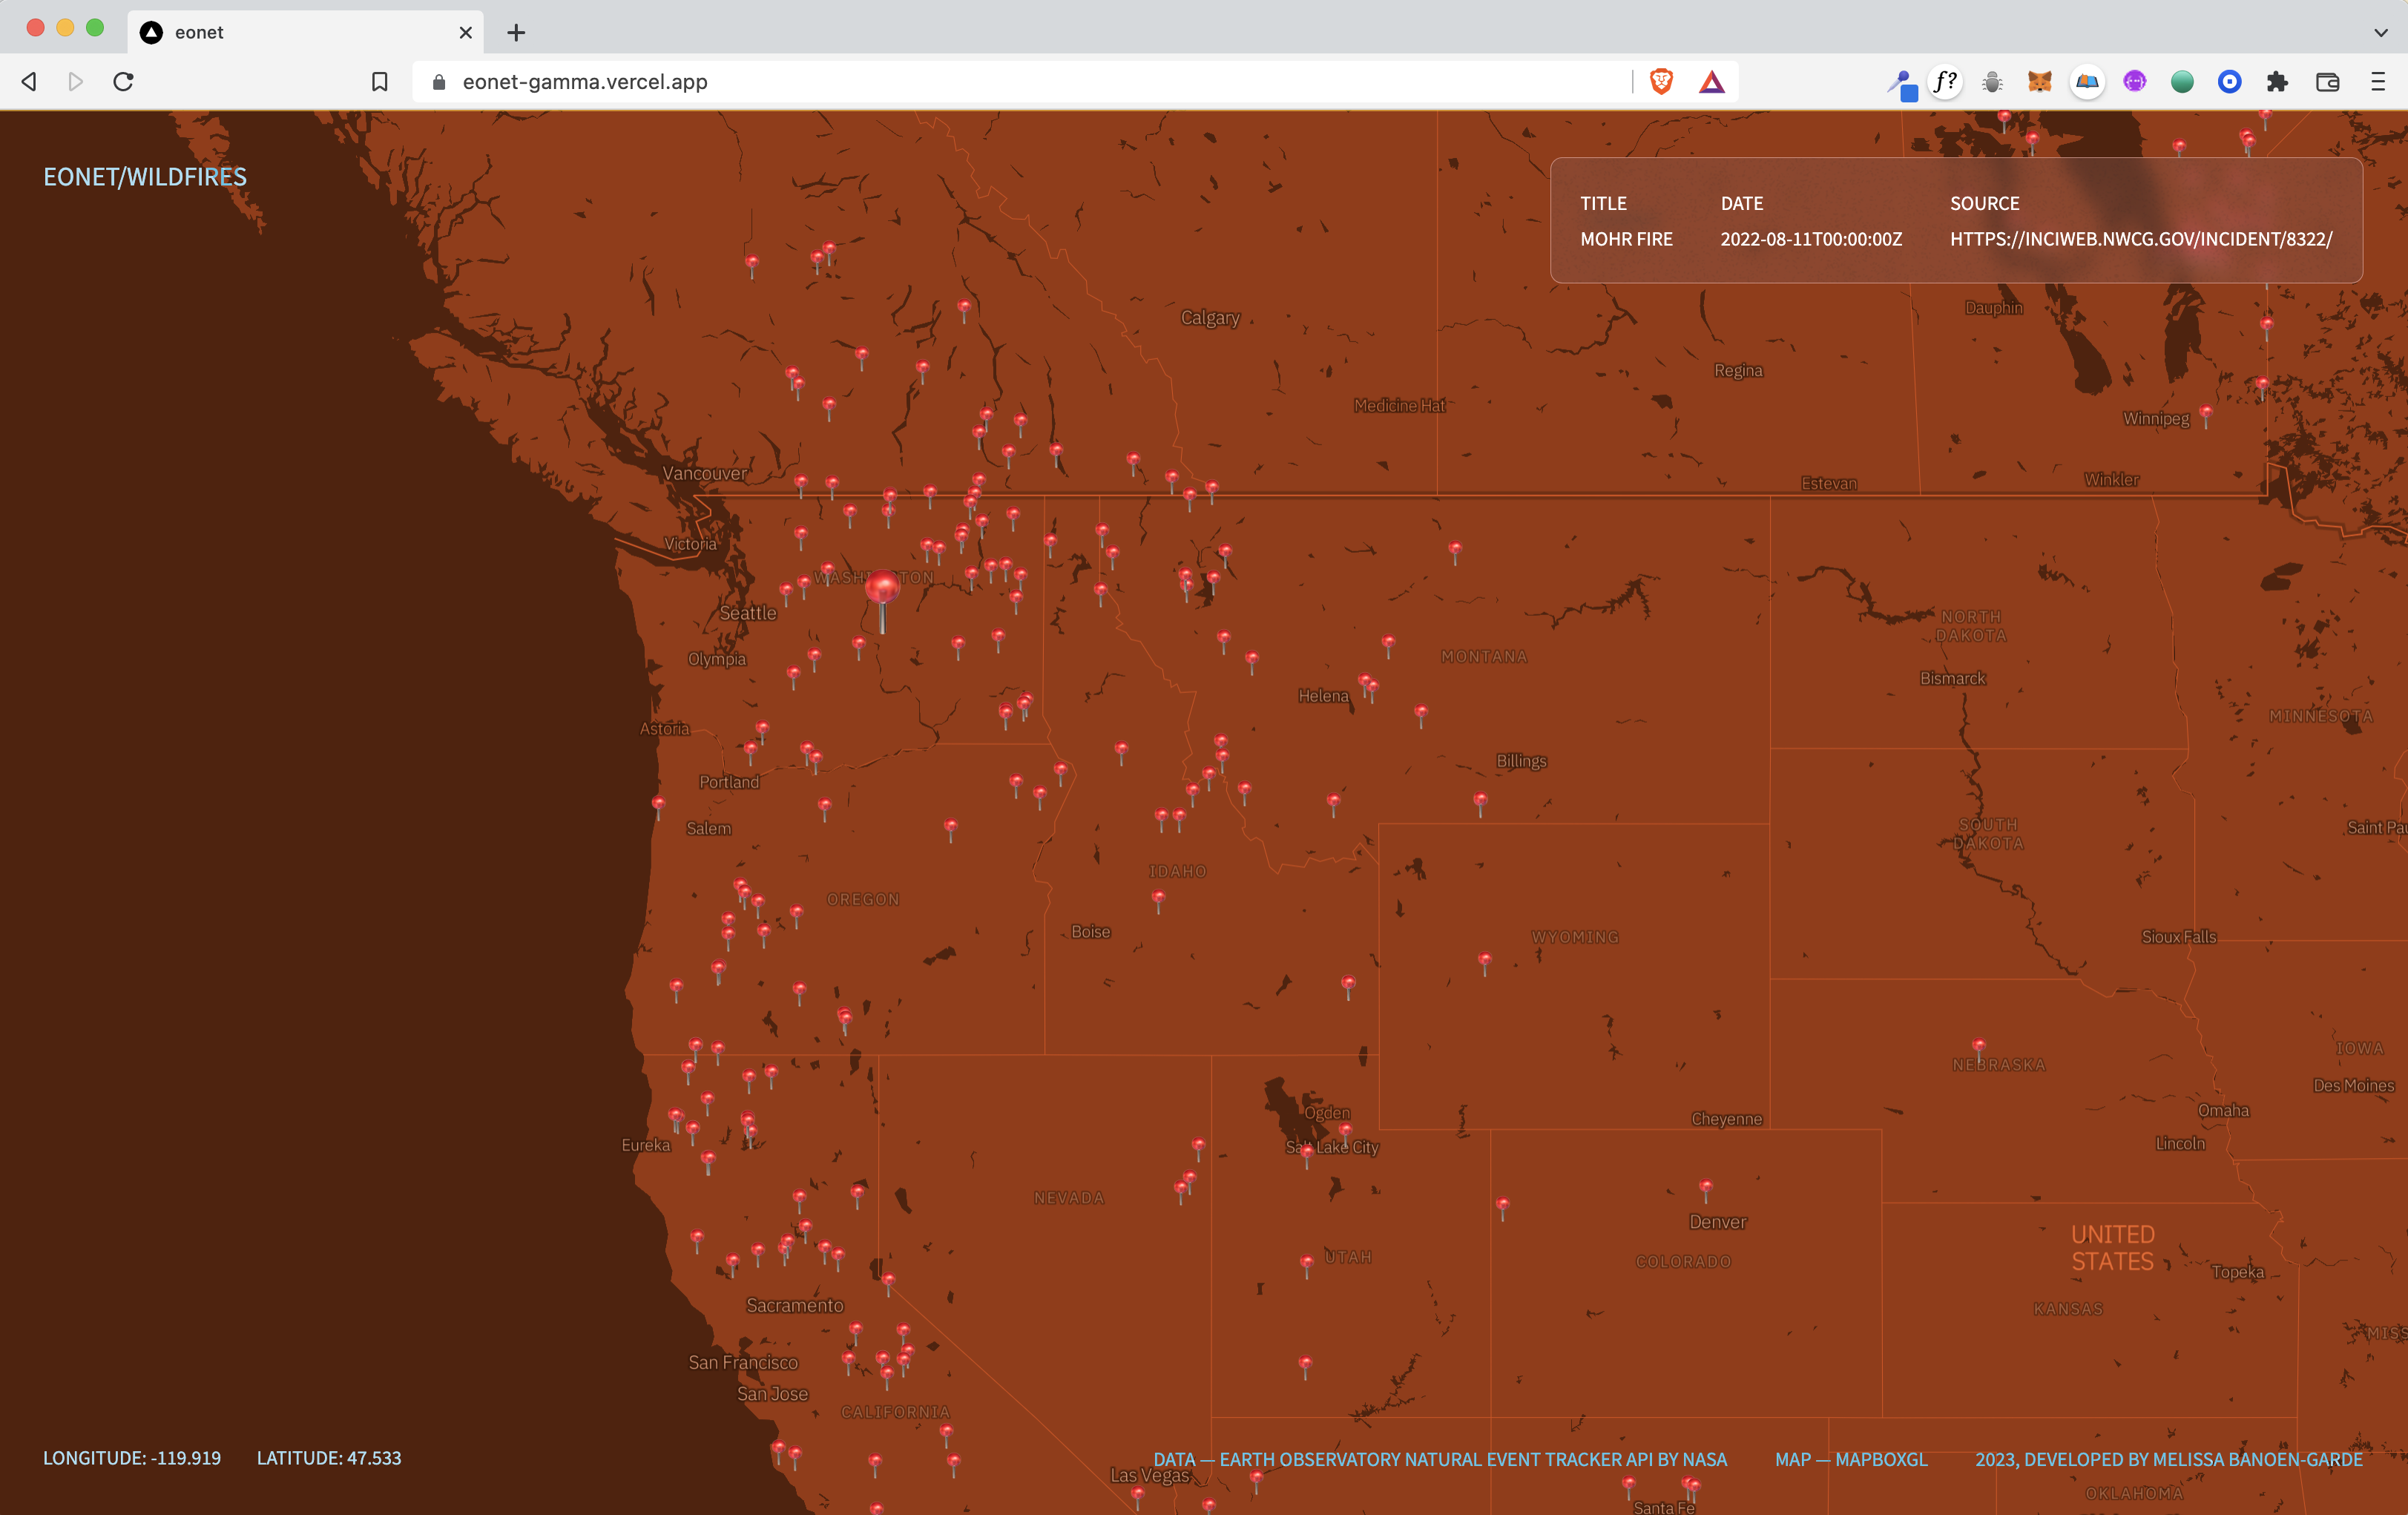 eonet
eonet-gamma.vercel.app
f?
EONET/WILDFIRES
TITLE DATE SOURCE
MOHR FIRE 2022-08-11T00:00:00Z HTTPS://INCIWEB.NWCG.GOV/INCIDENT/8322/
Dauphin
Calgary
Regina
Medicine Hat
Winnipeg
Vancouver
Winkler
Estevan
Victoria
WASHINGTON
Seattle
NORTH
DAKOTA
MONTANA
Olympia
Bismarck
Helena
MINNESOTA
Astoria
Billings
Portland
SOUTH
DAKOTA
Saint Pau
Salem
IDAHO
OREGON
Boise
WYOMING
Sioux Falls
IOWA
NEBRASKA
Des Moines
Ogden
Omaha
Cheyenne
Eureka
Salt Lake City
Lincoln
NEVADA
Denver
UNITED
STATES
UTAH
COLORADO
Topeka
Sacramento
KANSAS
MISS
San Francisco
San Jose
CALIFORNIA
LONGITUDE: -119.919 LATITUDE: 47.533
DATA — EARTH OBSERVATORY NATURAL EVENT TRACKER API BY NASA MAP — MAPBOXGL 2023, DEVELOPED BY MELISSA BANOEN-GARDE
Las Vegas
OKLAHOMA
Santa Fe